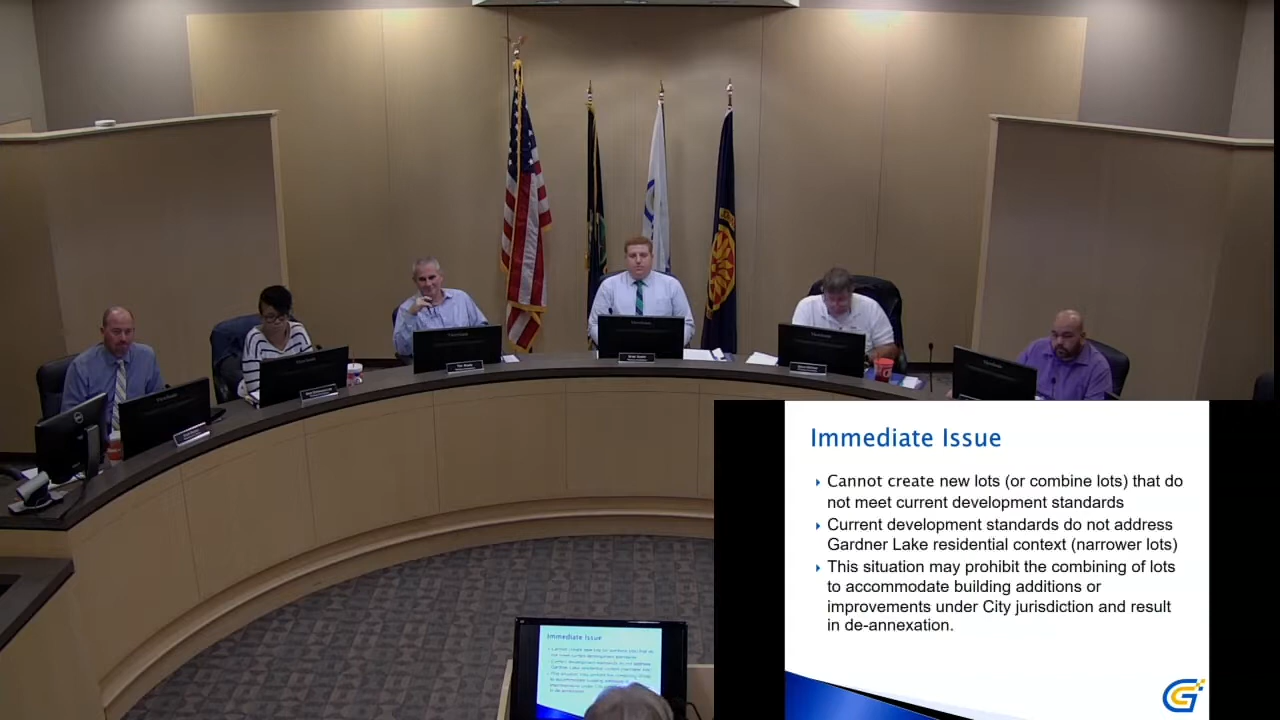 Immediate Issue
Cannot create new lots (or combine lots) that do
not meet current development standards
Current development standards do not address
Gardner Lake residential context (narrower lots)
This situation may prohibit the combining of lots
to accommodate building additions or
improvements under City jurisdiction and result
in de-annexation.
Immediate Issue